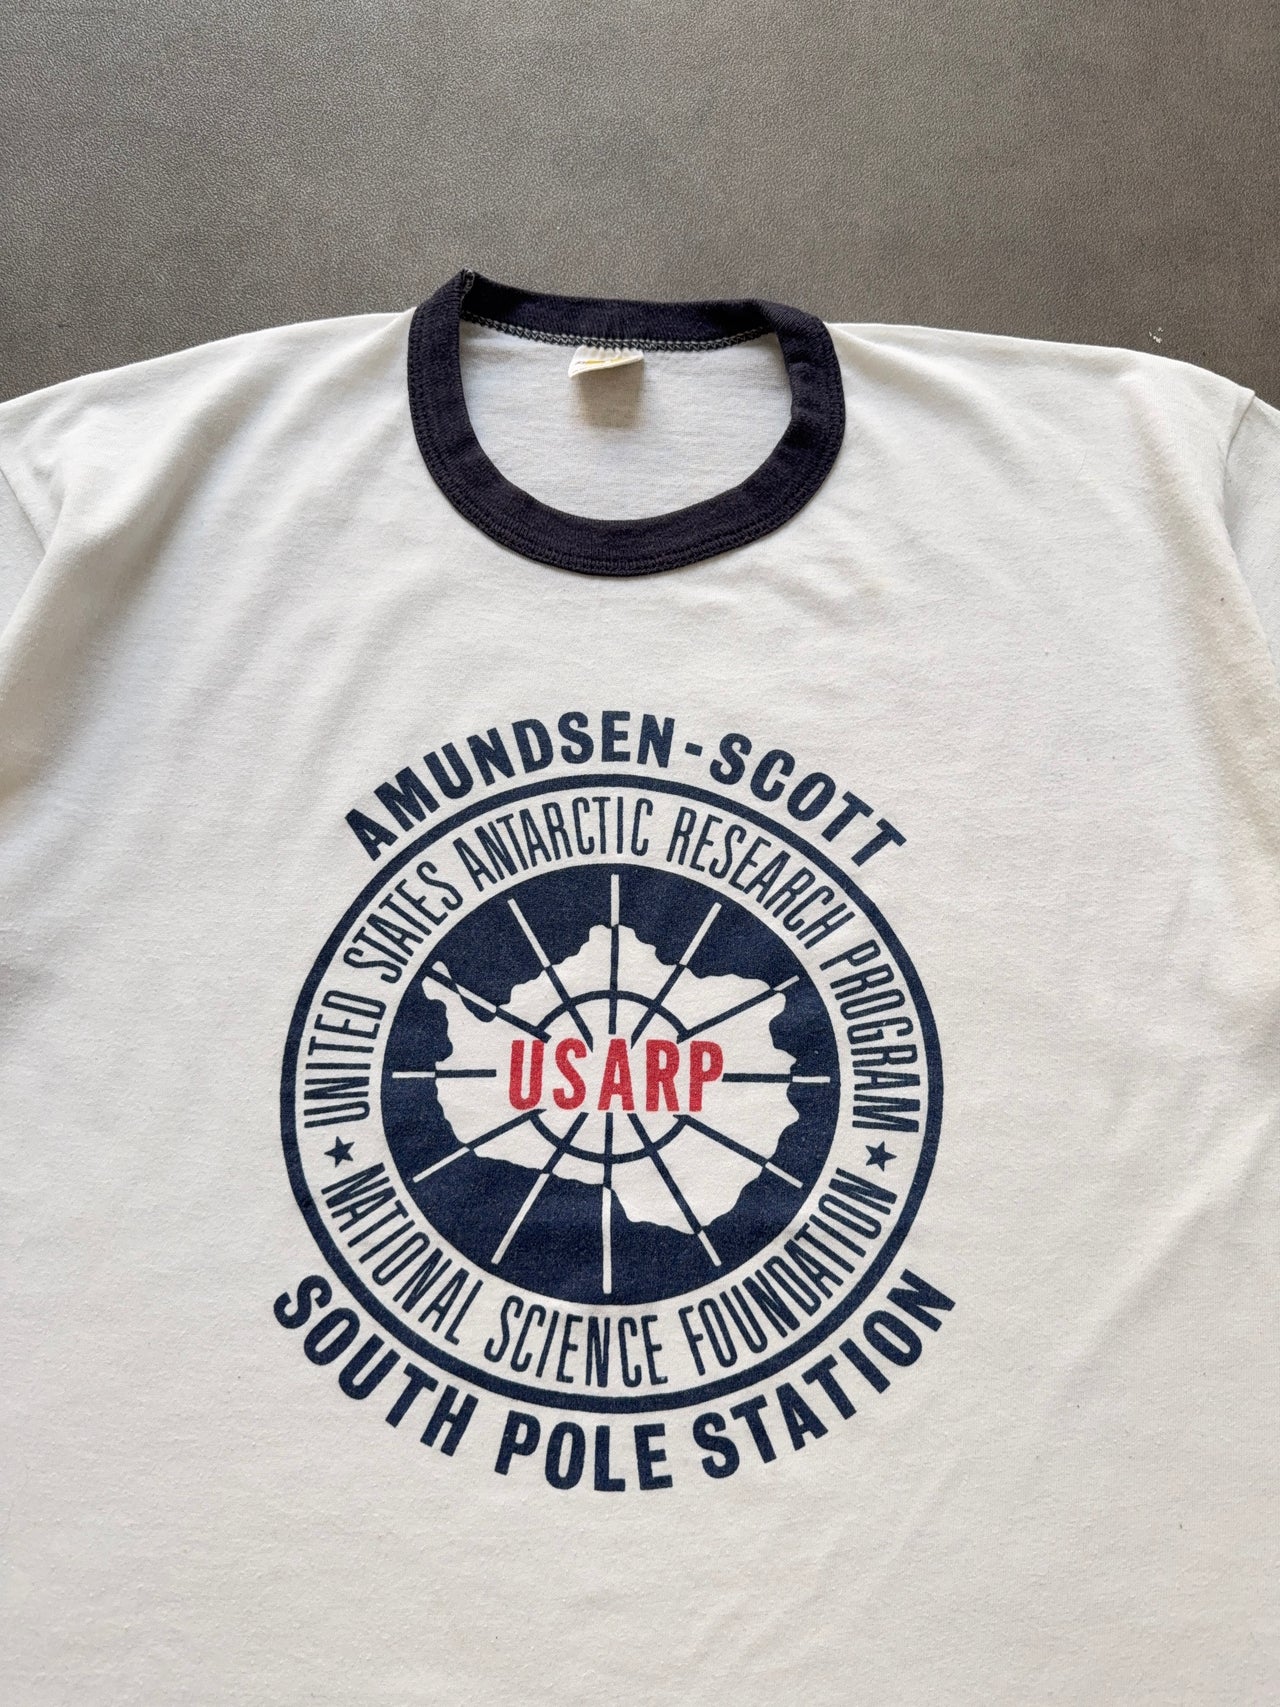 AMUNDSEN-SCOTT
UNITED STATES ANTARCTIC RESEARCH PROGRAM
USARP
★ NATIONAL SCIENCE FOUNDATION ★
SOUTH POLE STATION